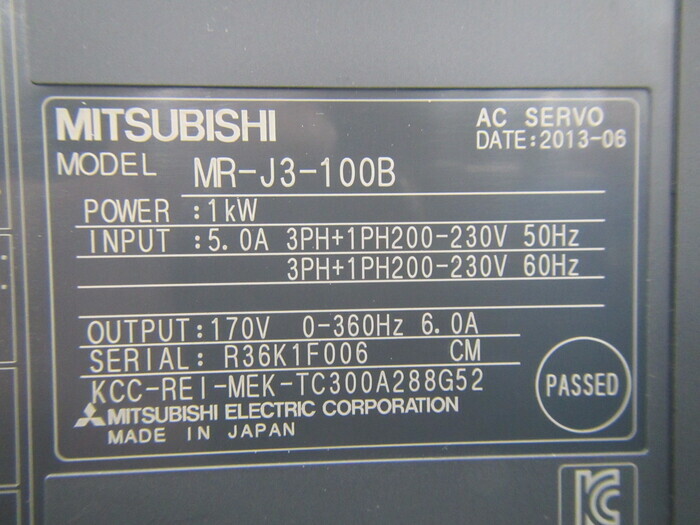 MITSUBISHI
AC SERVO
DATE:2013-06
MODEL MR-J3-100B
POWER :1kW
INPUT :5.0A 3PH+1PH200-230V 50Hz
3PH+1PH200-230V 60Hz
OUTPUT:170V 0-360Hz 6.0A
SERIAL: R36K1F006 CM
KCC-REI-MEK-TC300A288G52
PASSED
MITSUBISHI ELECTRIC CORPORATION
MADE IN JAPAN